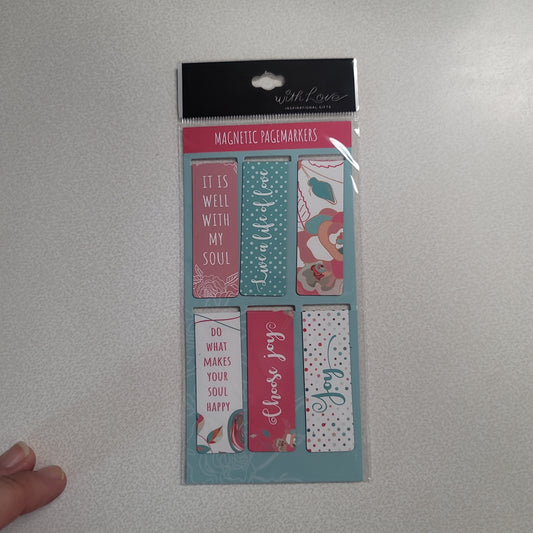 with Love
INSPIRATIONAL GIFTS
MAGNETIC PAGEMARKERS
IT IS
WELL
WITH
MY
SOUL
Live a life of love
DO
WHAT
MAKES
YOUR
SOUL
HAPPY
Choose joy
Joy